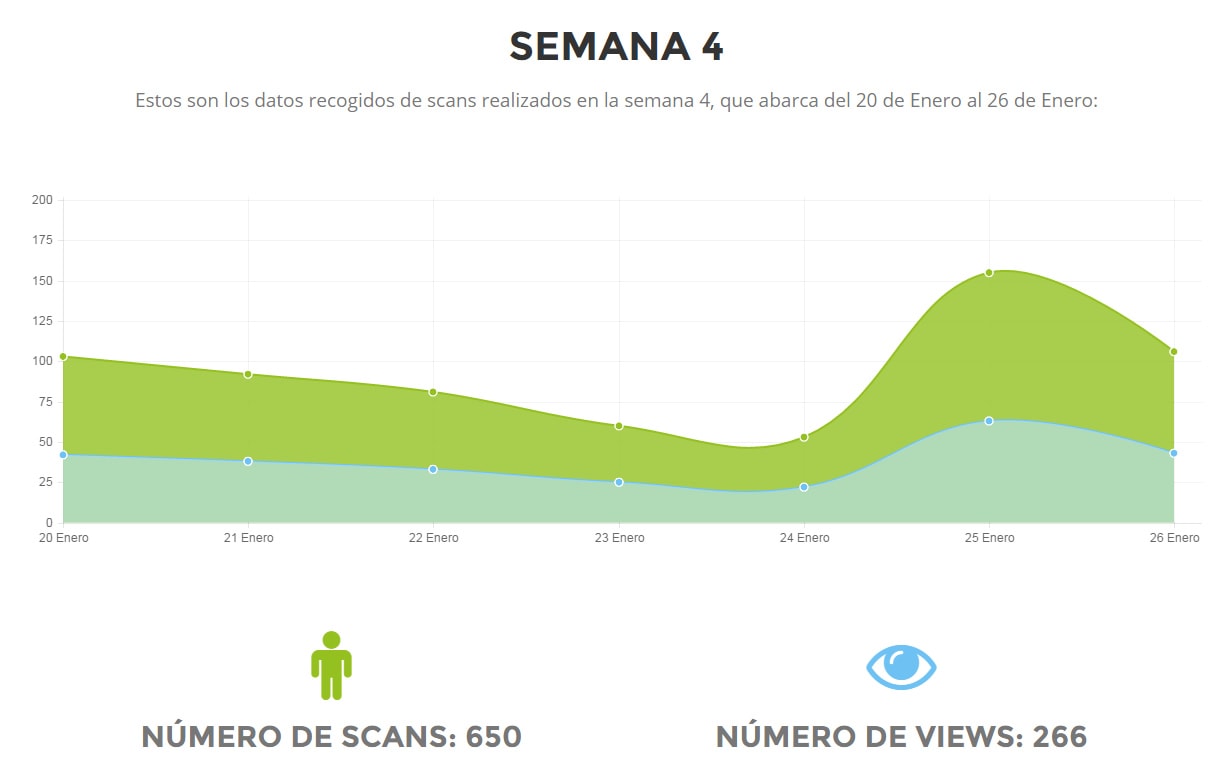 SEMANA 4
Estos son los datos recogidos de scans realizados en la semana 4, que abarca del 20 de Enero al 26 de Enero:
200
175
150
125
100
75
50
25
0
20 Enero 21 Enero 22 Enero 23 Enero 24 Enero 25 Enero 26 Enero
NÚMERO DE SCANS: 650 NÚMERO DE VIEWS: 266